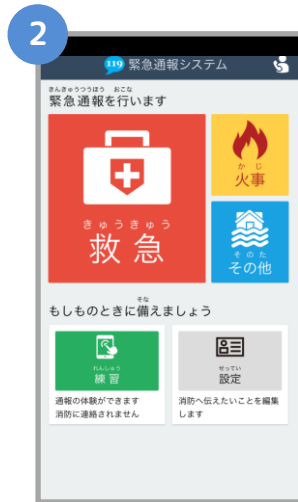 2
119 緊急通報システム
きんきゅうつうほう おこな
緊急通報を行います
きゅうきゅう
救急
かじ
火事
そのた
その他
そな
もしものときに備えましょう
れんしゅう
練習
せってい
設定
通報の体験ができます
消防に連絡されません
消防へ伝えたいことを編集
します